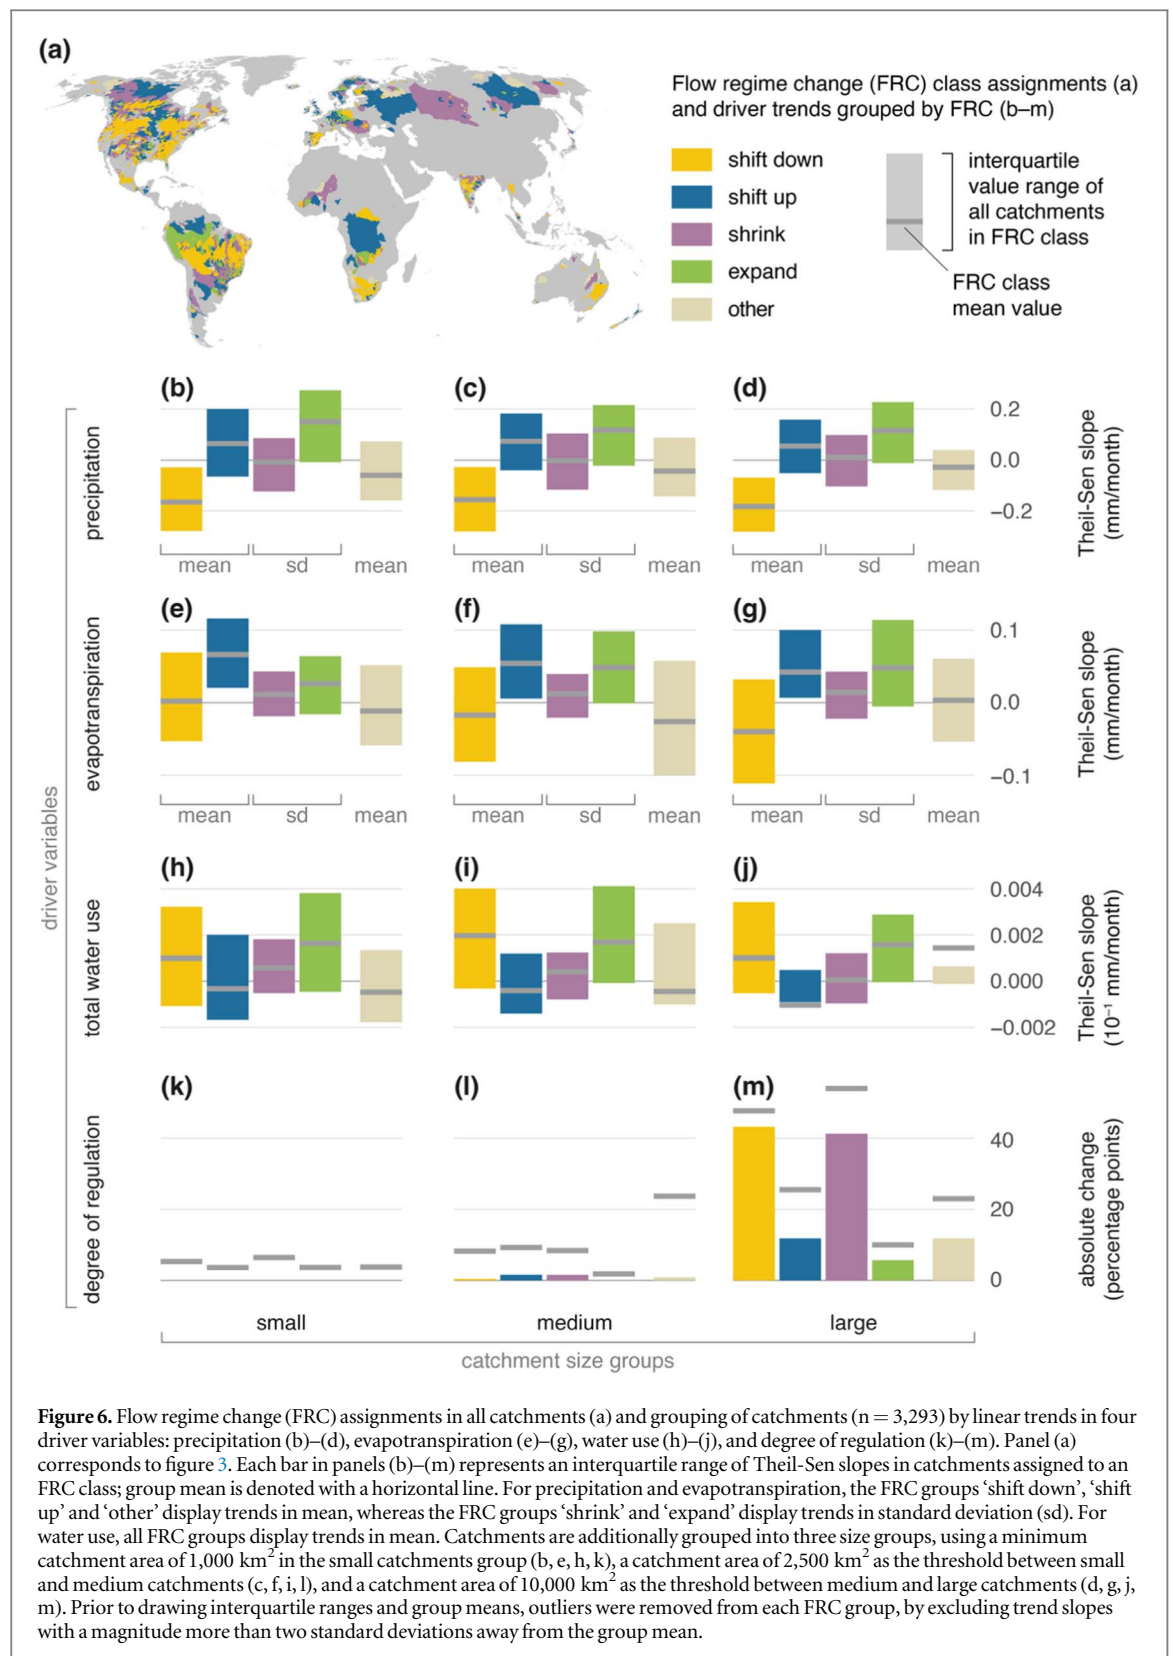 (a)
Flow regime change (FRC) class assignments (a)
and driver trends grouped by FRC (b–m)
shift down
shift up
shrink
expand
other
interquartile
value range of
all catchments
in FRC class
FRC class
mean value
driver variables
(b)
(c)
(d)
precipitation
0.2
0.0
−0.2
Theil-Sen slope
(mm/month)
mean
sd
mean
mean
sd
mean
mean
sd
mean
(e)
(f)
(g)
evapotranspiration
0.1
0.0
−0.1
Theil-Sen slope
(mm/month)
mean
sd
mean
mean
sd
mean
mean
sd
mean
(h)
(i)
(j)
total water use
0.004
0.002
0.000
−0.002
Theil-Sen slope
(10⁻¹ mm/month)
(k)
(l)
(m)
degree of regulation
40
20
0
absolute change
(percentage points)
small
medium
large
catchment size groups
Figure 6. Flow regime change (FRC) assignments in all catchments (a) and grouping of catchments (n = 3,293) by linear trends in four
driver variables: precipitation (b)–(d), evapotranspiration (e)–(g), water use (h)–(j), and degree of regulation (k)–(m). Panel (a)
corresponds to figure 3. Each bar in panels (b)–(m) represents an interquartile range of Theil-Sen slopes in catchments assigned to an
FRC class; group mean is denoted with a horizontal line. For precipitation and evapotranspiration, the FRC groups ‘shift down’, ‘shift
up’ and ‘other’ display trends in mean, whereas the FRC groups ‘shrink’ and ‘expand’ display trends in standard deviation (sd). For
water use, all FRC groups display trends in mean. Catchments are additionally grouped into three size groups, using a minimum
catchment area of 1,000 km² in the small catchments group (b, e, h, k), a catchment area of 2,500 km² as the threshold between small
and medium catchments (c, f, i, l), and a catchment area of 10,000 km² as the threshold between medium and large catchments (d, g, j,
m). Prior to drawing interquartile ranges and group means, outliers were removed from each FRC group, by excluding trend slopes
with a magnitude more than two standard deviations away from the group mean.